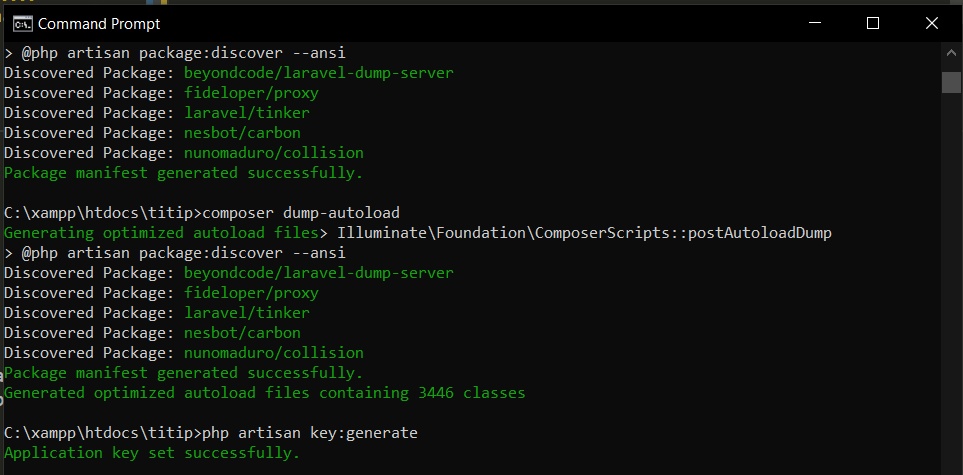 Command Prompt
> @php artisan package:discover --ansi
Discovered Package: beyondcode/laravel-dump-server
Discovered Package: fideloper/proxy
Discovered Package: laravel/tinker
Discovered Package: nesbot/carbon
Discovered Package: nunomaduro/collision
Package manifest generated successfully.
C:\xampp\htdocs\titip>composer dump-autoload
Generating optimized autoload files> Illuminate\Foundation\ComposerScripts::postAutoloadDump
> @php artisan package:discover --ansi
Discovered Package: beyondcode/laravel-dump-server
Discovered Package: fideloper/proxy
Discovered Package: laravel/tinker
Discovered Package: nesbot/carbon
Discovered Package: nunomaduro/collision
Package manifest generated successfully.
Generated optimized autoload files containing 3446 classes
C:\xampp\htdocs\titip>php artisan key:generate
Application key set successfully.